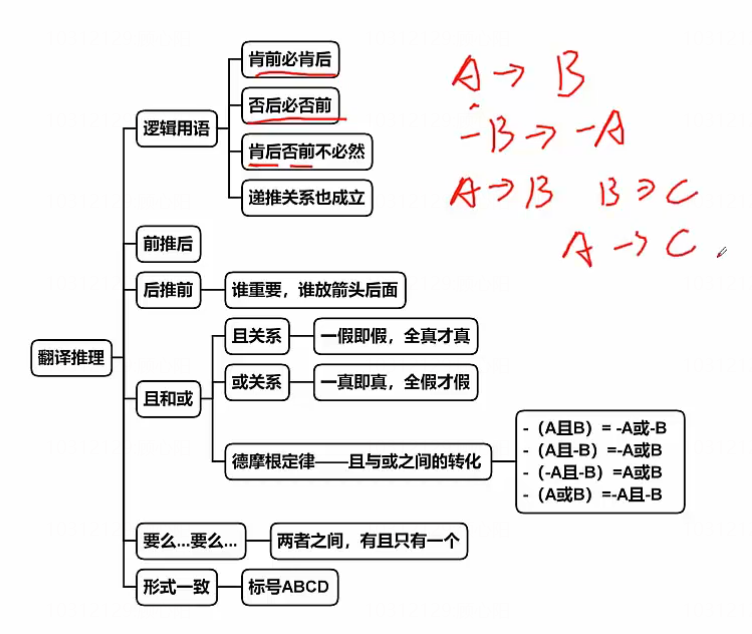 肯前必肯后
否后必否前
肯后否前不必然
递推关系也成立
逻辑用语
前推后
后推前
谁重要，谁放箭头后面
翻译推理
且关系
一假即假，全真才真
或关系
一真即真，全假才假
且和或
德摩根定律——且与或之间的转化
-（A且B）= -A或-B
-（A且-B）=-A或B
-（-A且-B）=A或B
-（A或B）=-A且-B
要么...要么...
两者之间，有且只有一个
形式一致
标号ABCD
A→B
-B→-A
A→B B→C
A→C